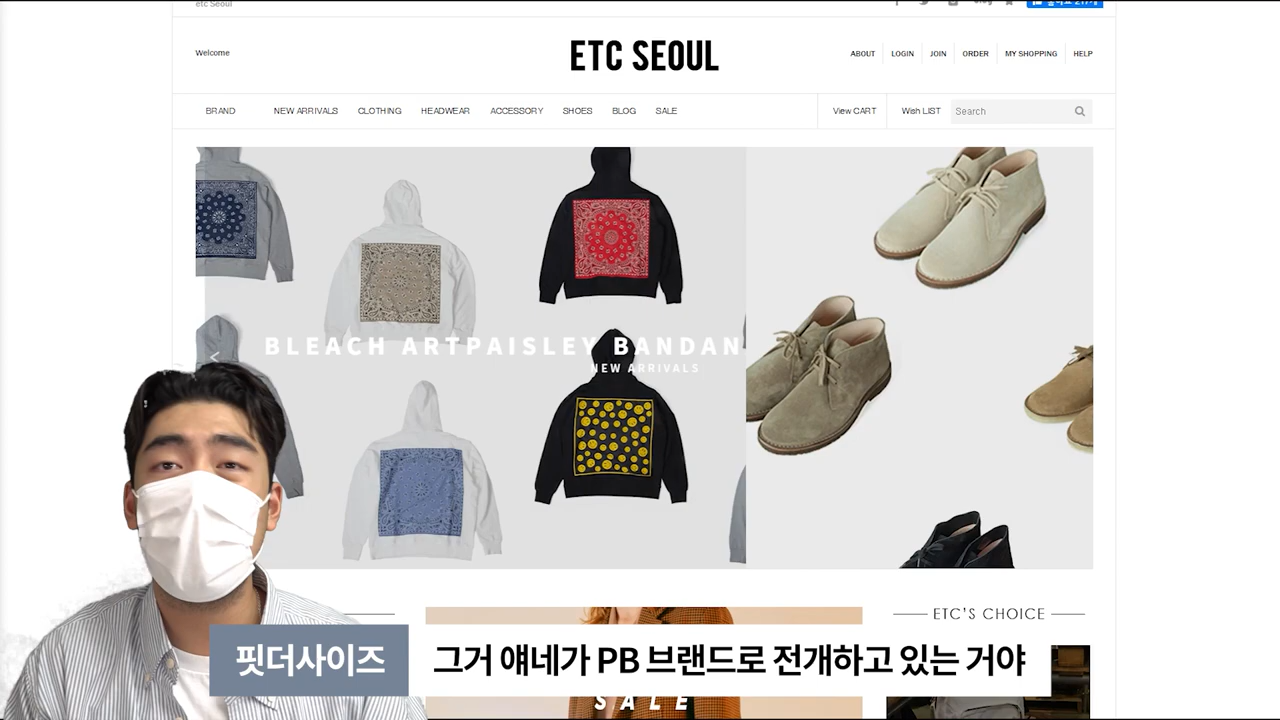 etc Seoul
Welcome
ETC SEOUL
ABOUT
LOGIN
JOIN
ORDER
MY SHOPPING
HELP
BRAND
NEW ARRIVALS
CLOTHING
HEADWEAR
ACCESSORY
SHOES
BLOG
SALE
View CART
Wish LIST
Search
<
BLEACH ARTPAISLEY BANDAN
NEW ARRIVALS
ETC'S CHOICE
핏더사이즈
그거 얘네가 PB 브랜드로 전개하고 있는 거야
SALE